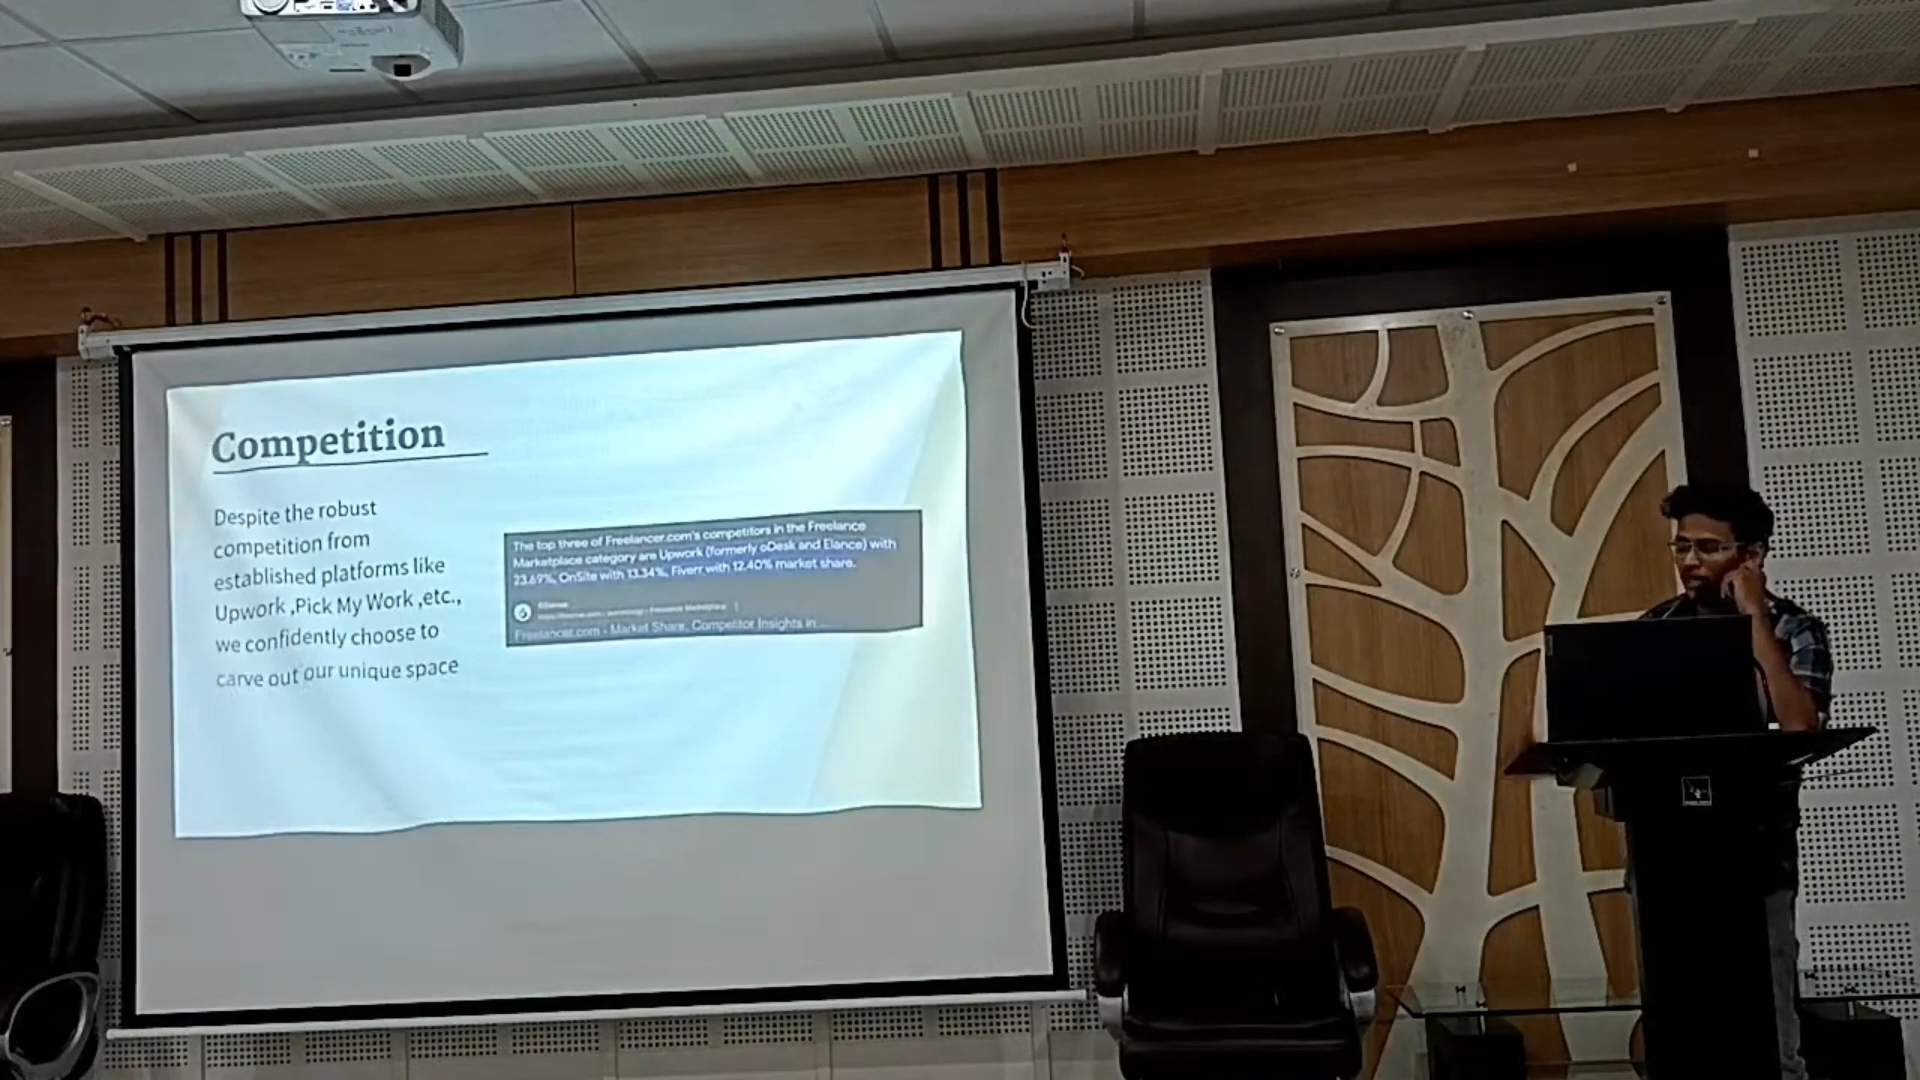 Competition
Despite the robust
competition from
established platforms like
Upwork ,Pick My Work ,etc.,
we confidently choose to
carve out our unique space
The top three of Freelancer.com's competitors in the Freelance
Marketplace category are Upwork (formerly oDesk and Elance) with
23.69%, OnSite with 13.34%, Fiverr with 12.40% market share.
Freelancer.com - Market Share, Competitor Insights in ...